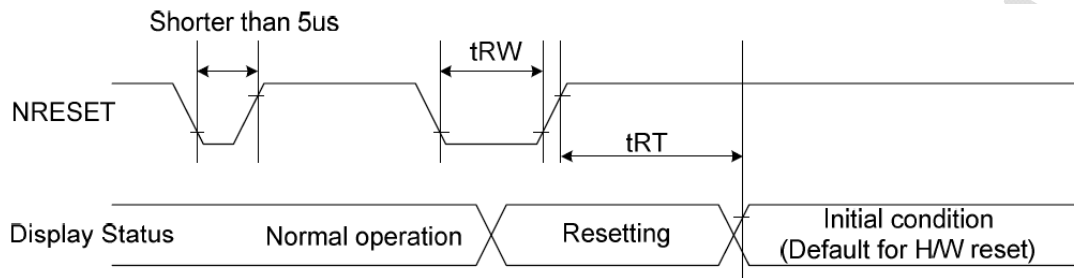 Shorter than 5us
tRW
NRESET
tRT
Display Status
Normal operation
Resetting
Initial condition
(Default for H/W reset)